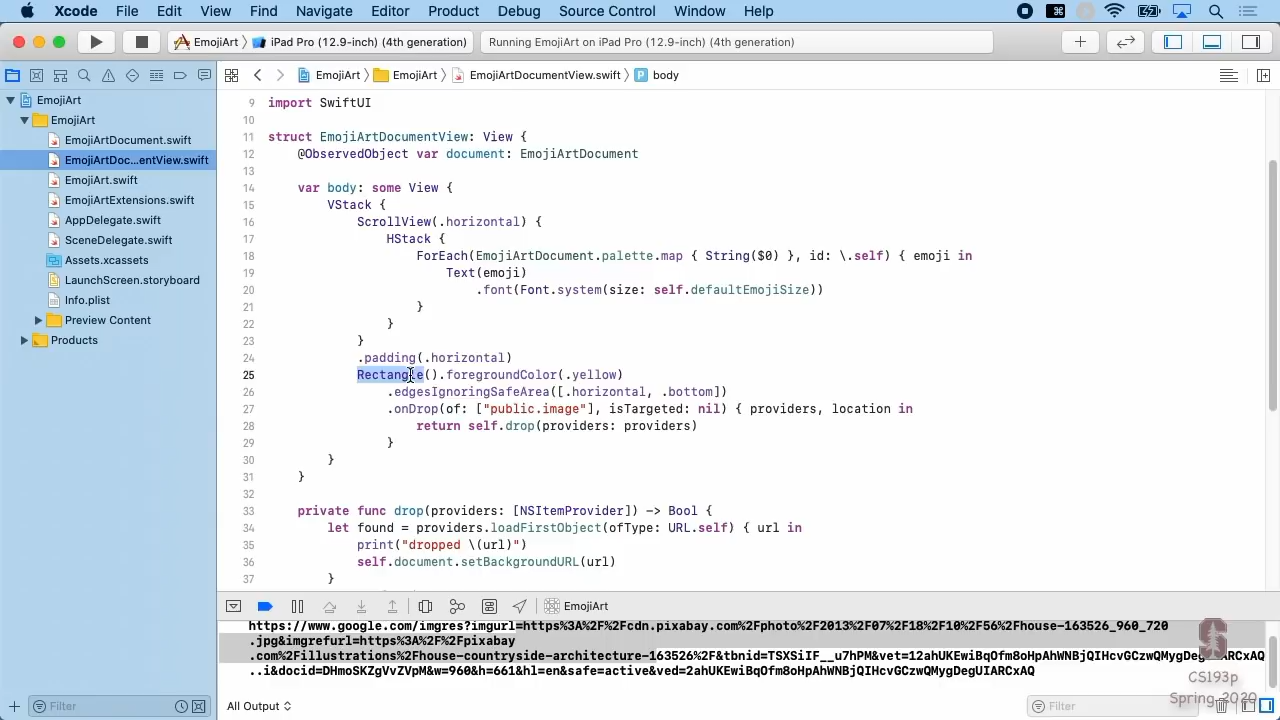 Xcode File Edit View Find Navigate Editor Product Debug Source Control Window Help
EmojiArt 〉 iPad Pro (12.9-inch) (4th generation)
Running EmojiArt on iPad Pro (12.9-inch) (4th generation)
EmojiArt 〉 EmojiArt 〉 EmojiArtDocumentView.swift 〉 P body
EmojiArt
EmojiArt
EmojiArtDocument.swift
EmojiArtDoc...entView.swift
EmojiArt.swift
EmojiArtExtensions.swift
AppDelegate.swift
SceneDelegate.swift
Assets.xcassets
LaunchScreen.storyboard
Info.plist
Preview Content
Products
Filter
9 import SwiftUI
10
11 struct EmojiArtDocumentView: View {
12 @ObservedObject var document: EmojiArtDocument
13
14 var body: some View {
15 VStack {
16 ScrollView(.horizontal) {
17 HStack {
18 ForEach(EmojiArtDocument.palette.map { String($0) }, id: \.self) { emoji in
19 Text(emoji)
20 .font(Font.system(size: self.defaultEmojiSize))
21 }
22 }
23 }
24 .padding(.horizontal)
25 Rectangle().foregroundColor(.yellow)
26 .edgesIgnoringSafeArea([.horizontal, .bottom])
27 .onDrop(of: ["public.image"], isTargeted: nil) { providers, location in
28 return self.drop(providers: providers)
29 }
30 }
31 }
32
33 private func drop(providers: [NSItemProvider]) -> Bool {
34 let found = providers.loadFirstObject(ofType: URL.self) { url in
35 print("dropped \(url)")
36 self.document.setBackgroundURL(url)
37 }
EmojiArt
https://www.google.com/imgres?imgurl=https%3A%2F%2Fcdn.pixabay.com%2Fphoto%2F2013%2F07%2F18%2F10%2F56%2Fhouse-163526_960_720
.jpg&imgrefurl=https%3A%2F%2Fpixabay
.com%2Fillustrations%2Fhouse-countryside-architecture-163526%2F&tbnid=TSXSiIF__u7hPM&vet=12ahUKEwiBqOfm8oHpAhWNBjQIHcvGCzwQMygDegUIARCxAQ
..i&docid=DHmoSKZgVvZVpM&w=960&h=661&hl=en&safe=active&ved=2ahUKEwiBqOfm8oHpAhWNBjQIHcvGCzwQMygDegUIARCxAQ
All Output
Filter
CS193p
Spring 2020